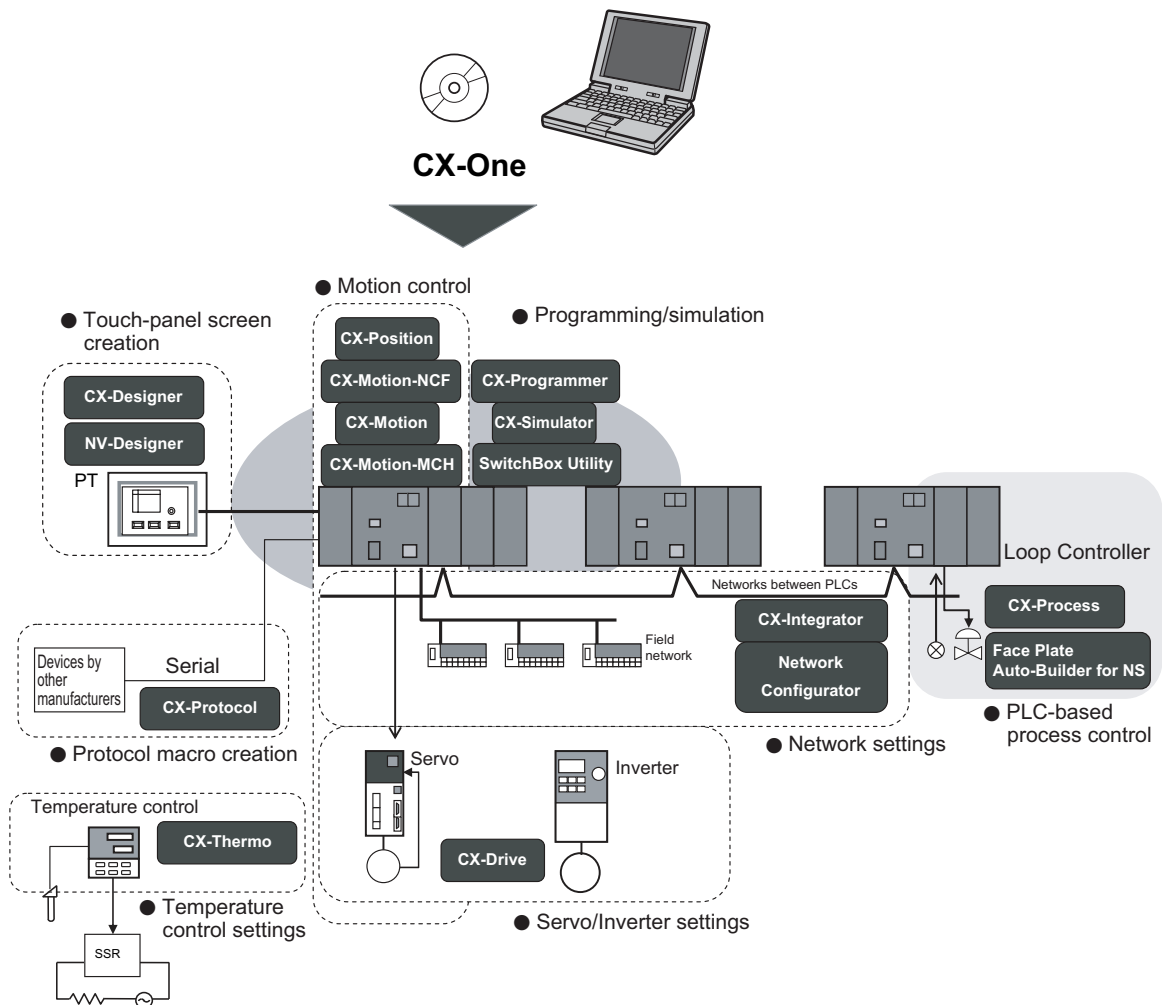 CX-One
● Motion control
● Touch-panel screen
creation
● Programming/simulation
CX-Position
CX-Motion-NCF
CX-Motion
CX-Motion-MCH
CX-Programmer
CX-Simulator
SwitchBox Utility
CX-Designer
NV-Designer
PT
Loop Controller
Networks between PLCs
CX-Process
Face Plate
Auto-Builder for NS
CX-Integrator
Network
Configurator
Field
network
Devices by
other
manufacturers
Serial
CX-Protocol
● PLC-based
process control
● Network settings
● Protocol macro creation
Servo
Inverter
Temperature control
CX-Thermo
CX-Drive
● Temperature
control settings
● Servo/Inverter settings
SSR